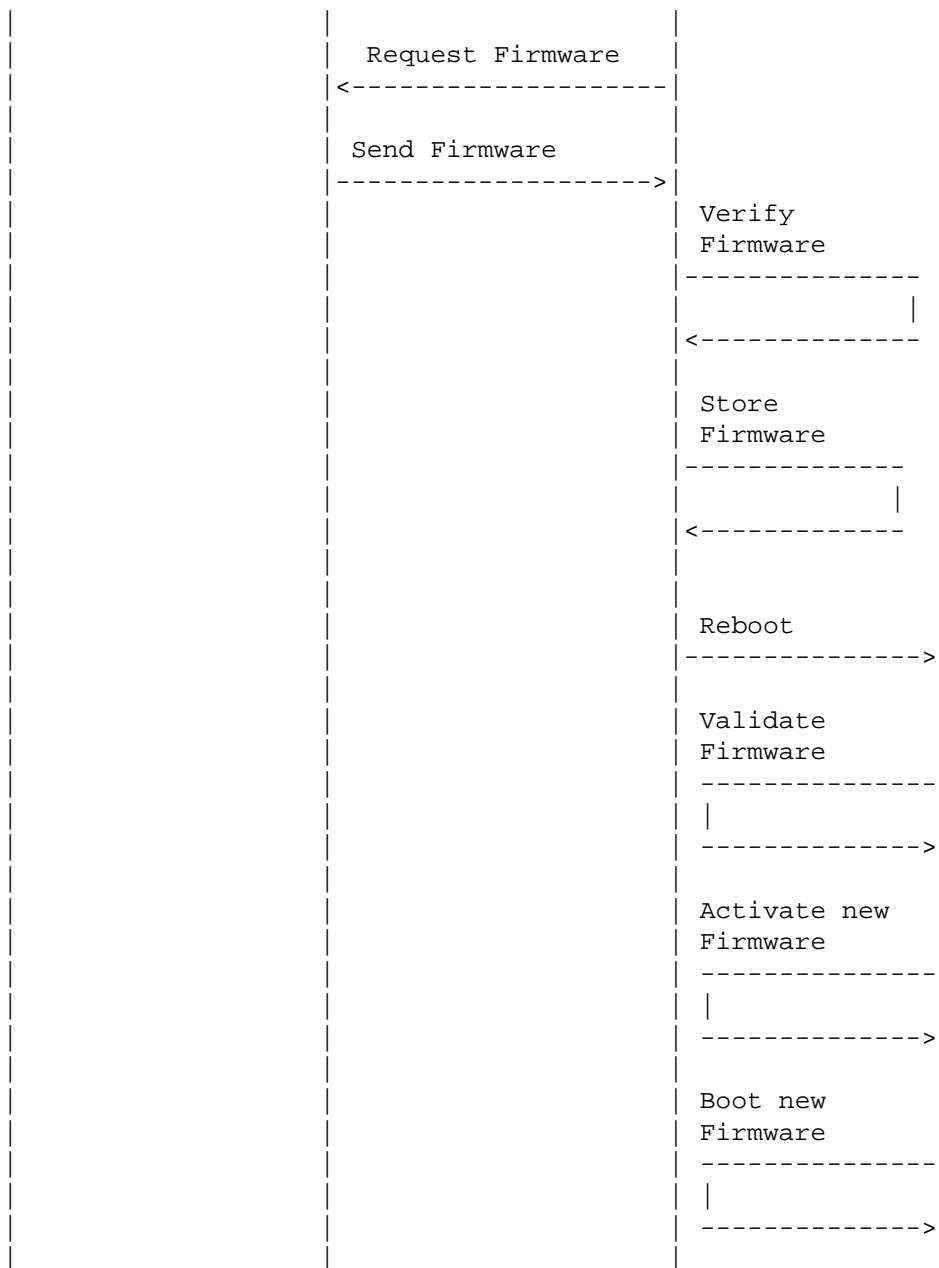 Request Firmware
Send Firmware
Verify
Firmware
Store
Firmware
Reboot
Validate
Firmware
Activate new
Firmware
Boot new
Firmware